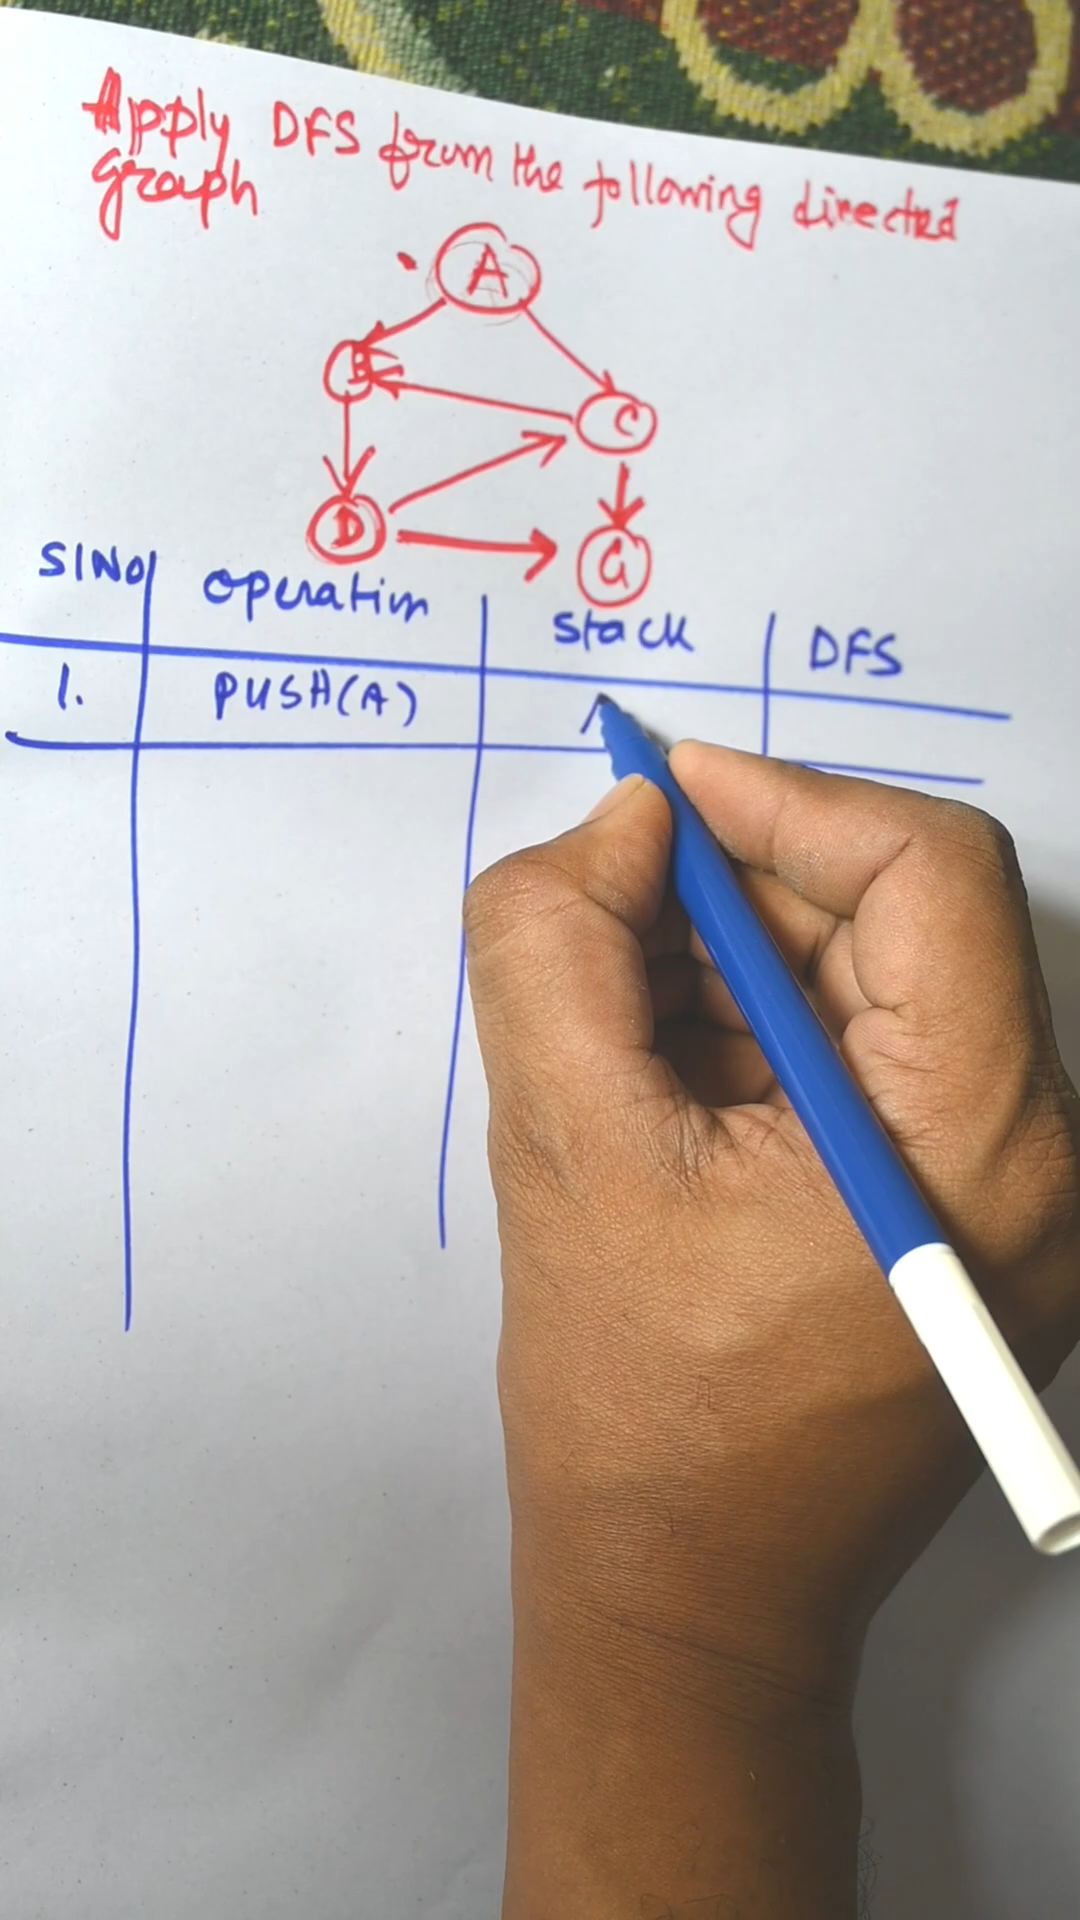 Apply DFS from the following directed
graph
A
B
C
D
G
SINO operation stack DFS
1. PUSH(A)